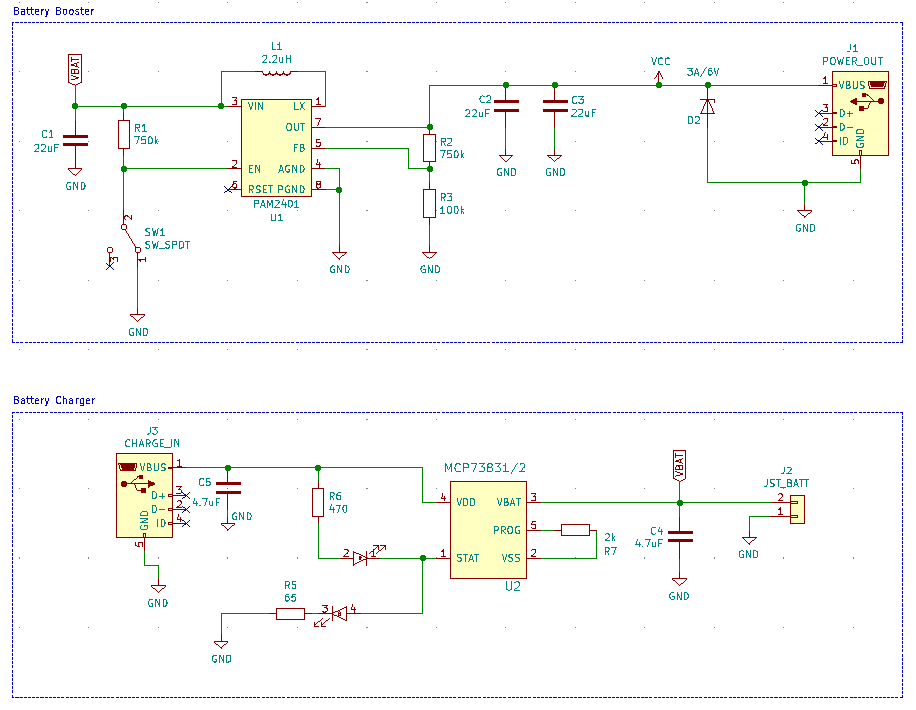 Battery Booster
VBAT
L1
2.2uH
VCC
3A/6V
J1
POWER_OUT
C1
22uF
GND
R1
750k
3 VIN LX 1
OUT 7
FB 5
2 EN AGND 4
6 RSET PGND 8
PAM2401
U1
R2
750k
R3
100k
C2
22uF
GND
C3
22uF
GND
D2
1 VBUS
3 D+
2 D-
4 ID
GND
5
GND
2
SW1
SW_SPDT
3
1
GND
GND
GND
Battery Charger
J3
CHARGE_IN
VBUS 1
D+ 3
D- 2
ID 4
GND
5
GND
C5
4.7uF
GND
R6
470
MCP73831/2
4 VDD VBAT 3
PROG 5
1 STAT VSS 2
U2
2k
R7
2 1
R5
65
3 4
GND
VBAT
C4
4.7uF
GND
J2
JST_BATT
2
1
GND